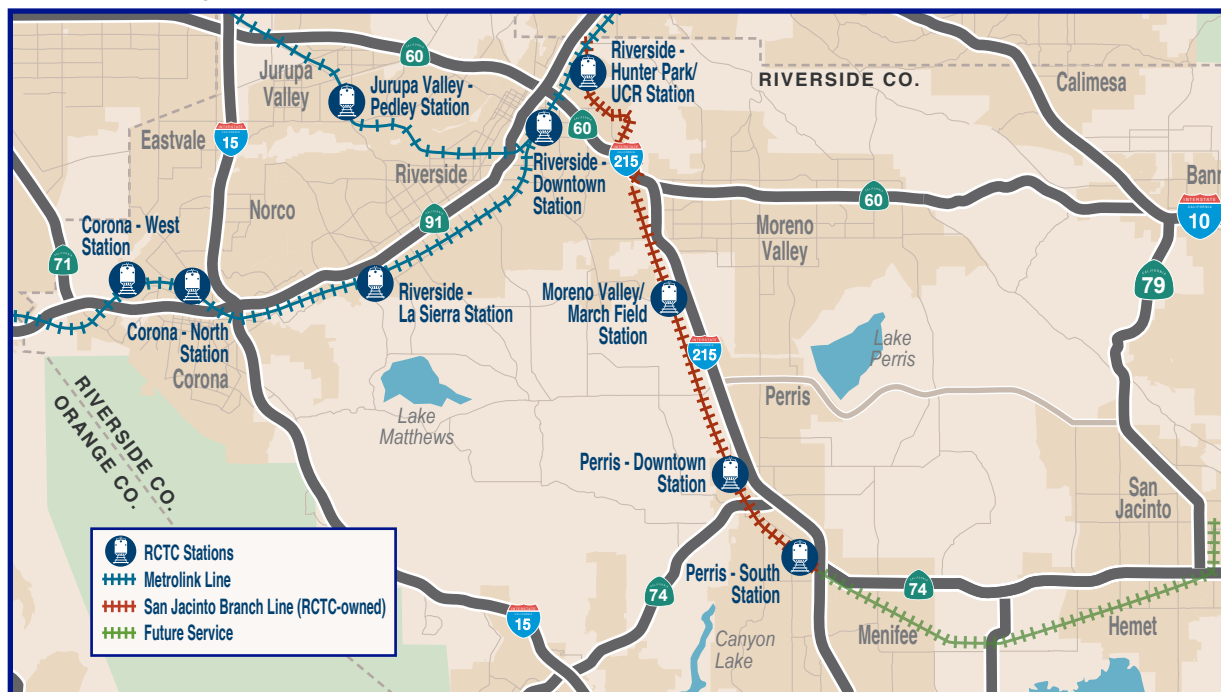 60
Riverside -
Hunter Park/
UCR Station
RIVERSIDE CO.
Calimesa
Jurupa
Valley
Jurupa Valley -
Pedley Station
Eastvale
INTERSTATE
15
60
INTERSTATE
215
Riverside
Riverside -
Downtown
Station
Bann
60
INTERSTATE
10
Norco
91
Corona - West
Station
71
Moreno
Valley
79
Riverside -
La Sierra Station
Moreno Valley/
March Field
Station
Corona - North
Station
Corona
215
Lake
Perris
Lake
Matthews
Perris
RIVERSIDE CO.
ORANGE CO.
Perris - Downtown
Station
San
Jacinto
RCTC Stations
Metrolink Line
San Jacinto Branch Line (RCTC-owned)
Future Service
Perris - South
Station
74
74
15
Canyon
Lake
Menifee
Hemet